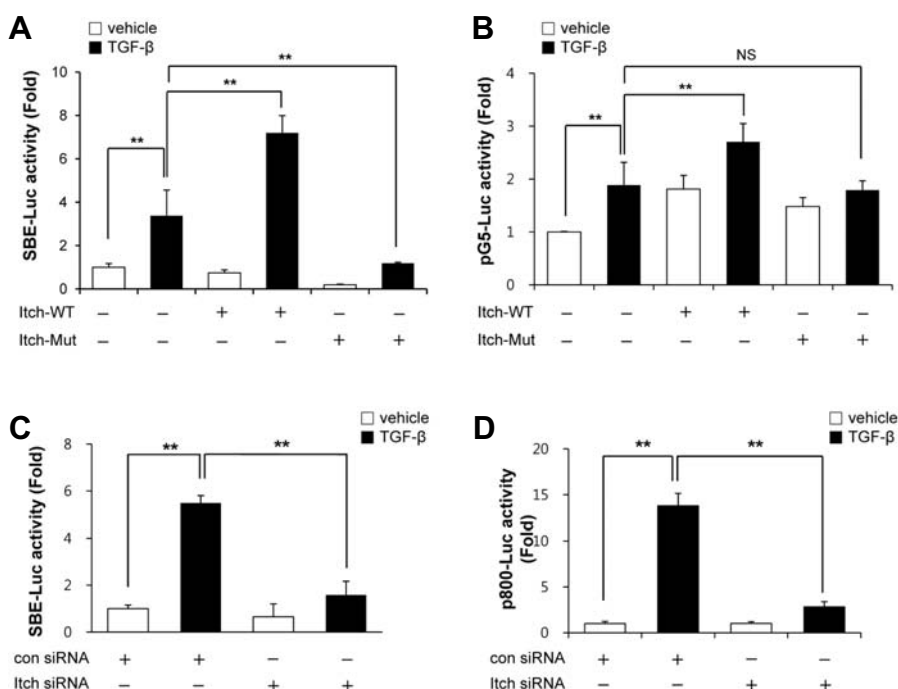 A
vehicle
TGF-β
SBE-Luc activity (Fold)
10
8
6
4
2
0
**
**
**
Itch-WT – – + + – –
Itch-Mut – – – – + +
B
vehicle
TGF-β
pG5-Luc activity (Fold)
4
3
2
1
0
**
**
NS
Itch-WT – – + + – –
Itch-Mut – – – – + +
C
vehicle
TGF-β
SBE-Luc activity (Fold)
8
6
4
2
0
**
**
con siRNA + + – –
Itch siRNA – – + +
D
vehicle
TGF-β
p800-Luc activity
(Fold)
20
15
10
5
0
**
**
con siRNA + + – –
Itch siRNA – – + +